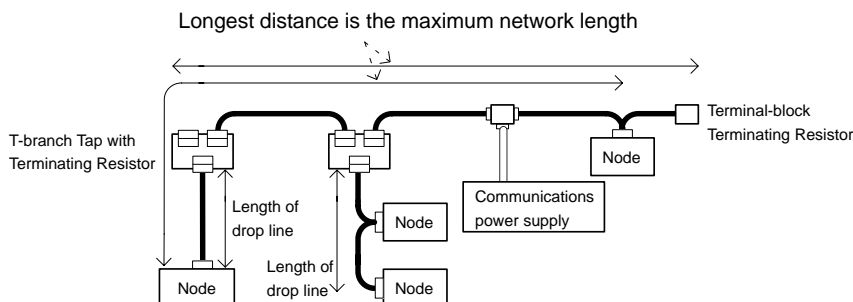 Longest distance is the maximum network length
T-branch Tap with
Terminating Resistor
Terminal-block
Terminating Resistor
Node
Communications
power supply
Length of
drop line
Node
Length of
drop line
Node
Node